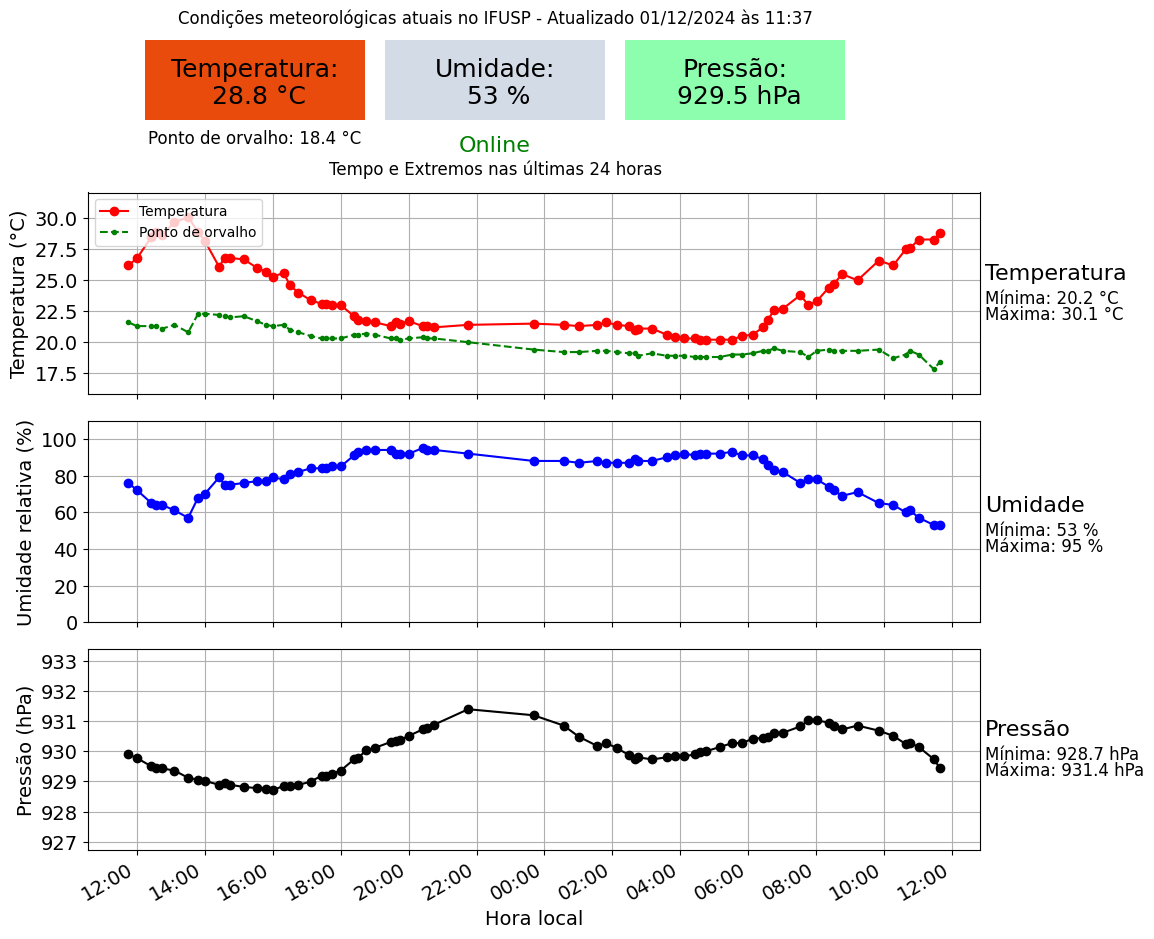 Condições meteorológicas atuais no IFUSP - Atualizado 01/12/2024 às 11:37
Temperatura:
28.8 °C
Umidade:
53 %
Pressão:
929.5 hPa
Ponto de orvalho: 18.4 °C
Online
Tempo e Extremos nas últimas 24 horas
Temperatura (°C)
30.0
27.5
25.0
22.5
20.0
17.5
Temperatura
Ponto de orvalho
Temperatura
Mínima: 20.2 °C
Máxima: 30.1 °C
Umidade relativa (%)
100
80
60
40
20
0
Umidade
Mínima: 53 %
Máxima: 95 %
Pressão (hPa)
933
932
931
930
929
928
927
Pressão
Mínima: 928.7 hPa
Máxima: 931.4 hPa
12:00
14:00
16:00
18:00
20:00
22:00
00:00
02:00
04:00
06:00
08:00
10:00
12:00
Hora local